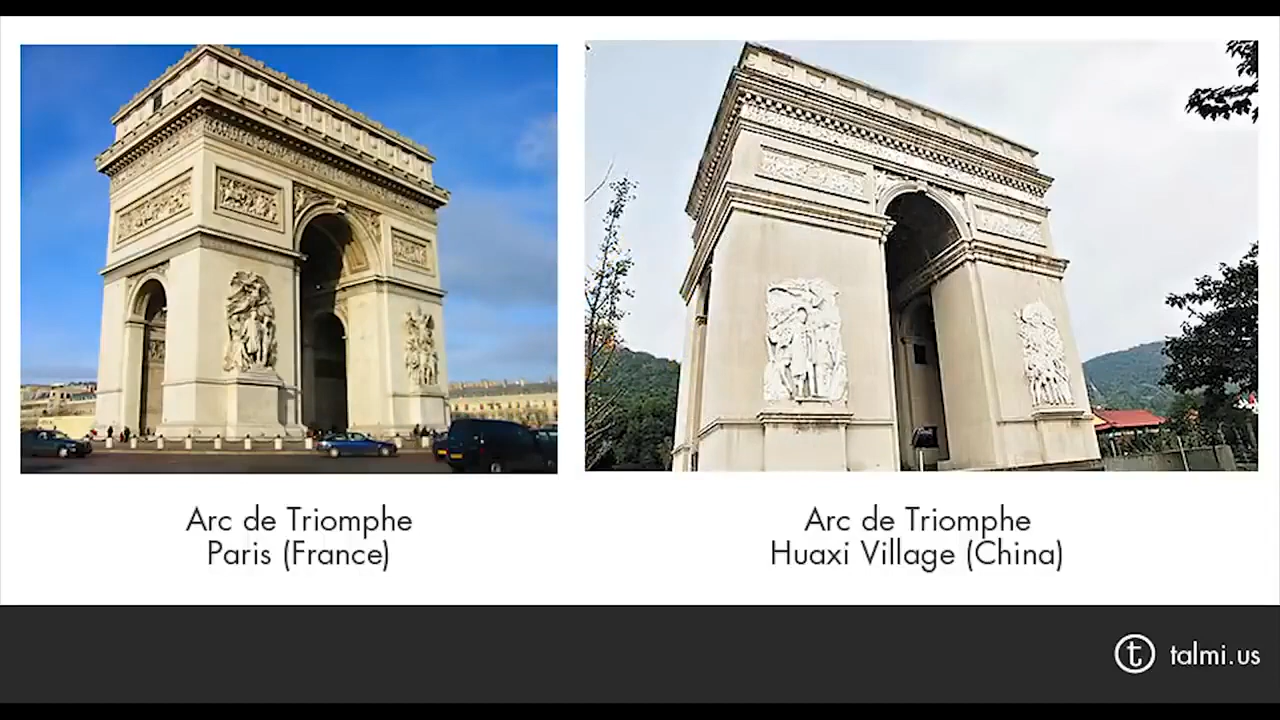 Arc de Triomphe
Paris (France)
Arc de Triomphe
Huaxi Village (China)
talmi.us